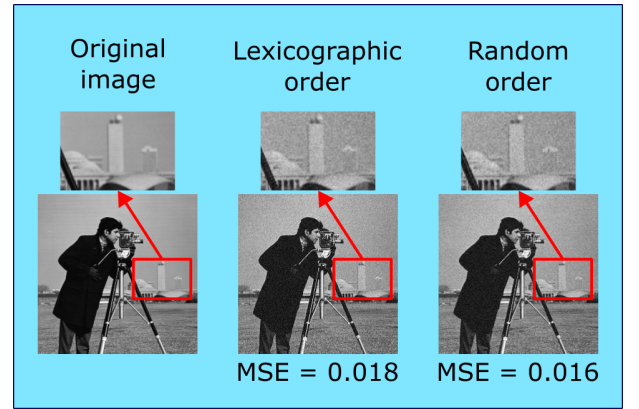 Original
image
Lexicographic
order
Random
order
MSE = 0.018
MSE = 0.016